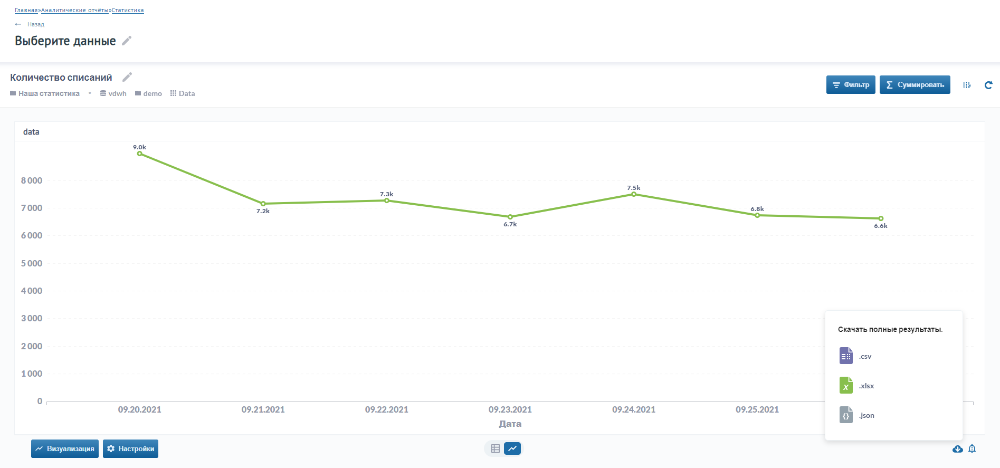 Главная»Аналитические отчёты»Статистика
← Назад
Выберите данные
Количество списаний
Фильтр
Σ Суммировать
Наша статистика • vdwh demo Data
data
9.0k
8 000
7.5k
7.3k
7 000
7.2k
6.8k
6.7k
6.6k
6 000
5 000
4 000
3 000
2 000
1 000
0
09.20.2021 09.21.2021 09.22.2021 09.23.2021 09.24.2021 09.25.2021
Дата
Скачать полные результаты.
.csv
X .xlsx
{} .json
Визуализация
Настройки